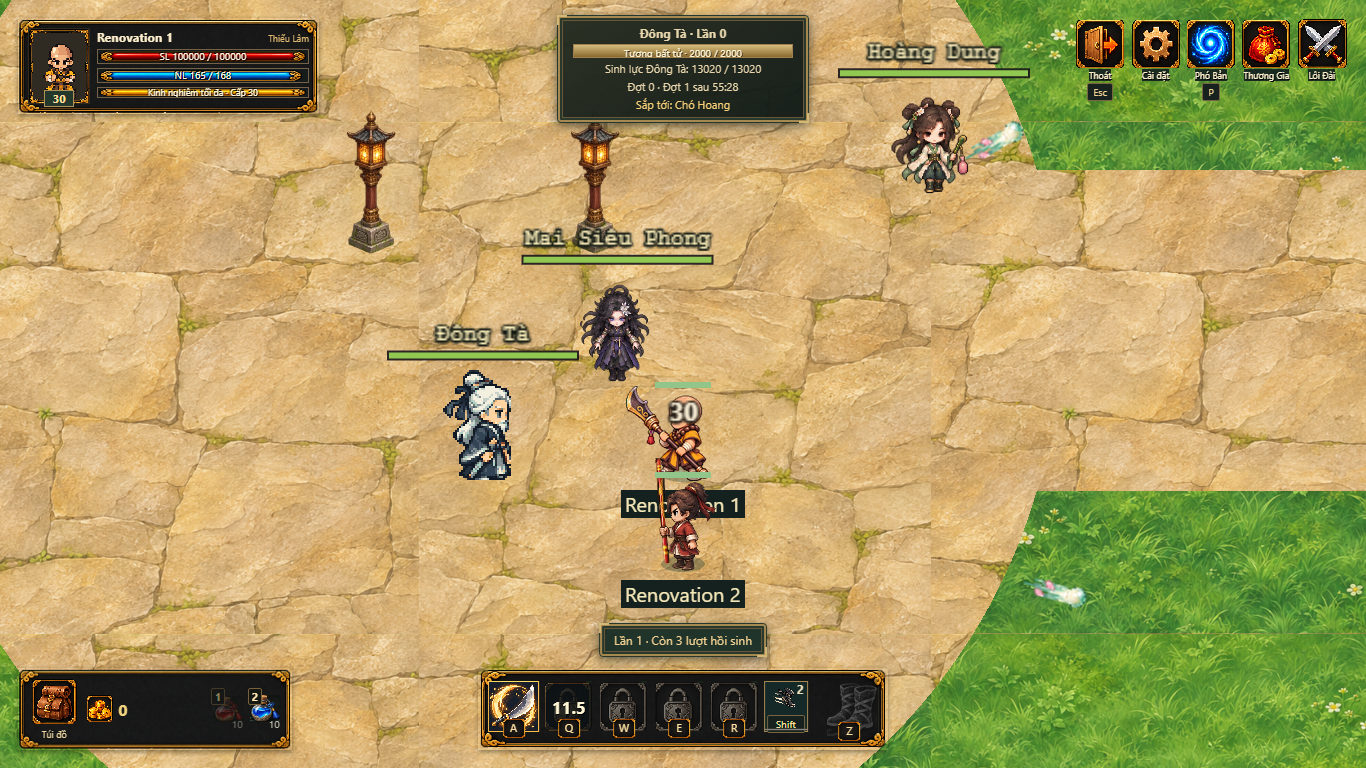 Renovation 1
Thiếu Lâm
SL 100000 / 100000
NL 165 / 168
Kinh nghiệm tối đa · Cấp 30
30
Đông Tà · Lần 0
Tương bất tử · 2000 / 2000
Sinh lực Đông Tà: 13020 / 13020
Đợt 0 · Đợt 1 sau 55:28
Sắp tới: Chó Hoang
Hoàng Dung
Thoát
Cài đặt
Phó Bản
Thương Gia
Lôi Đài
Esc
P
Mai Siêu Phong
Đông Tà
30
Renovation 1
Renovation 2
Lần 1 · Còn 3 lượt hồi sinh
Túi đồ
0
1
10
2
10
A
11.5
Q
W
E
R
2
Shift
Z